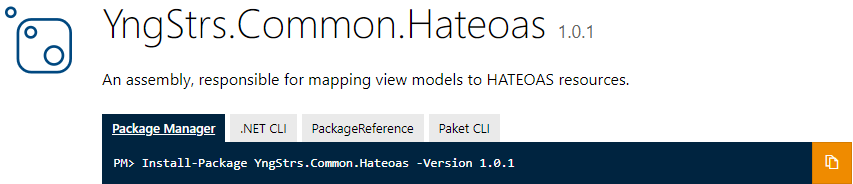 YngStrs.Common.Hateoas 1.0.1
An assembly, responsible for mapping view models to HATEOAS resources.
Package Manager .NET CLI PackageReference Paket CLI
PM> Install-Package YngStrs.Common.Hateoas -Version 1.0.1